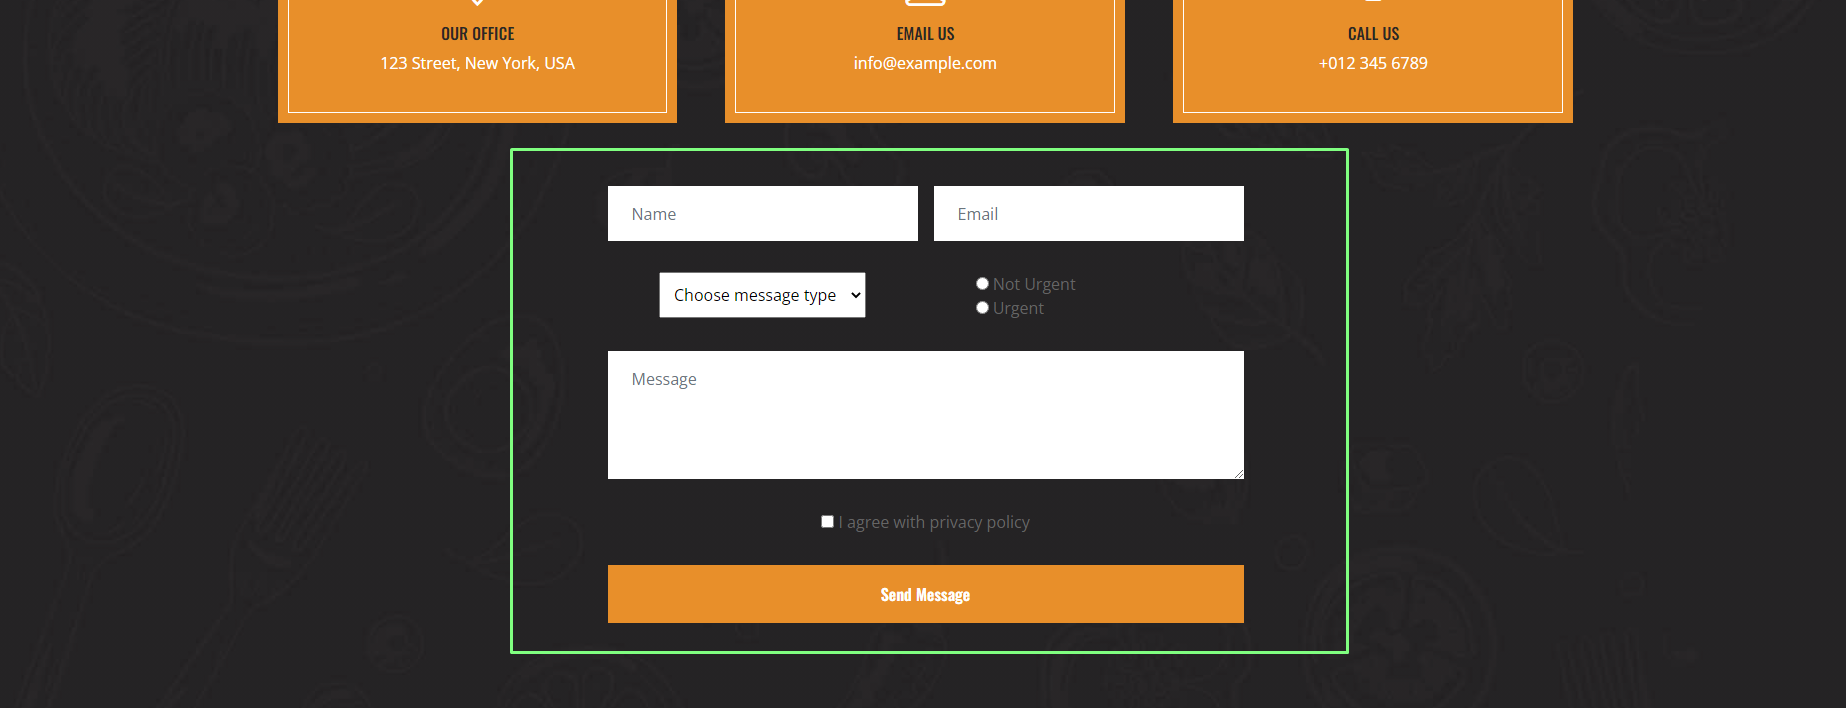 OUR OFFICE
123 Street, New York, USA
EMAIL US
info@example.com
CALL US
+012 345 6789
Name
Email
Choose message type
Not Urgent
Urgent
Message
I agree with privacy policy
Send Message